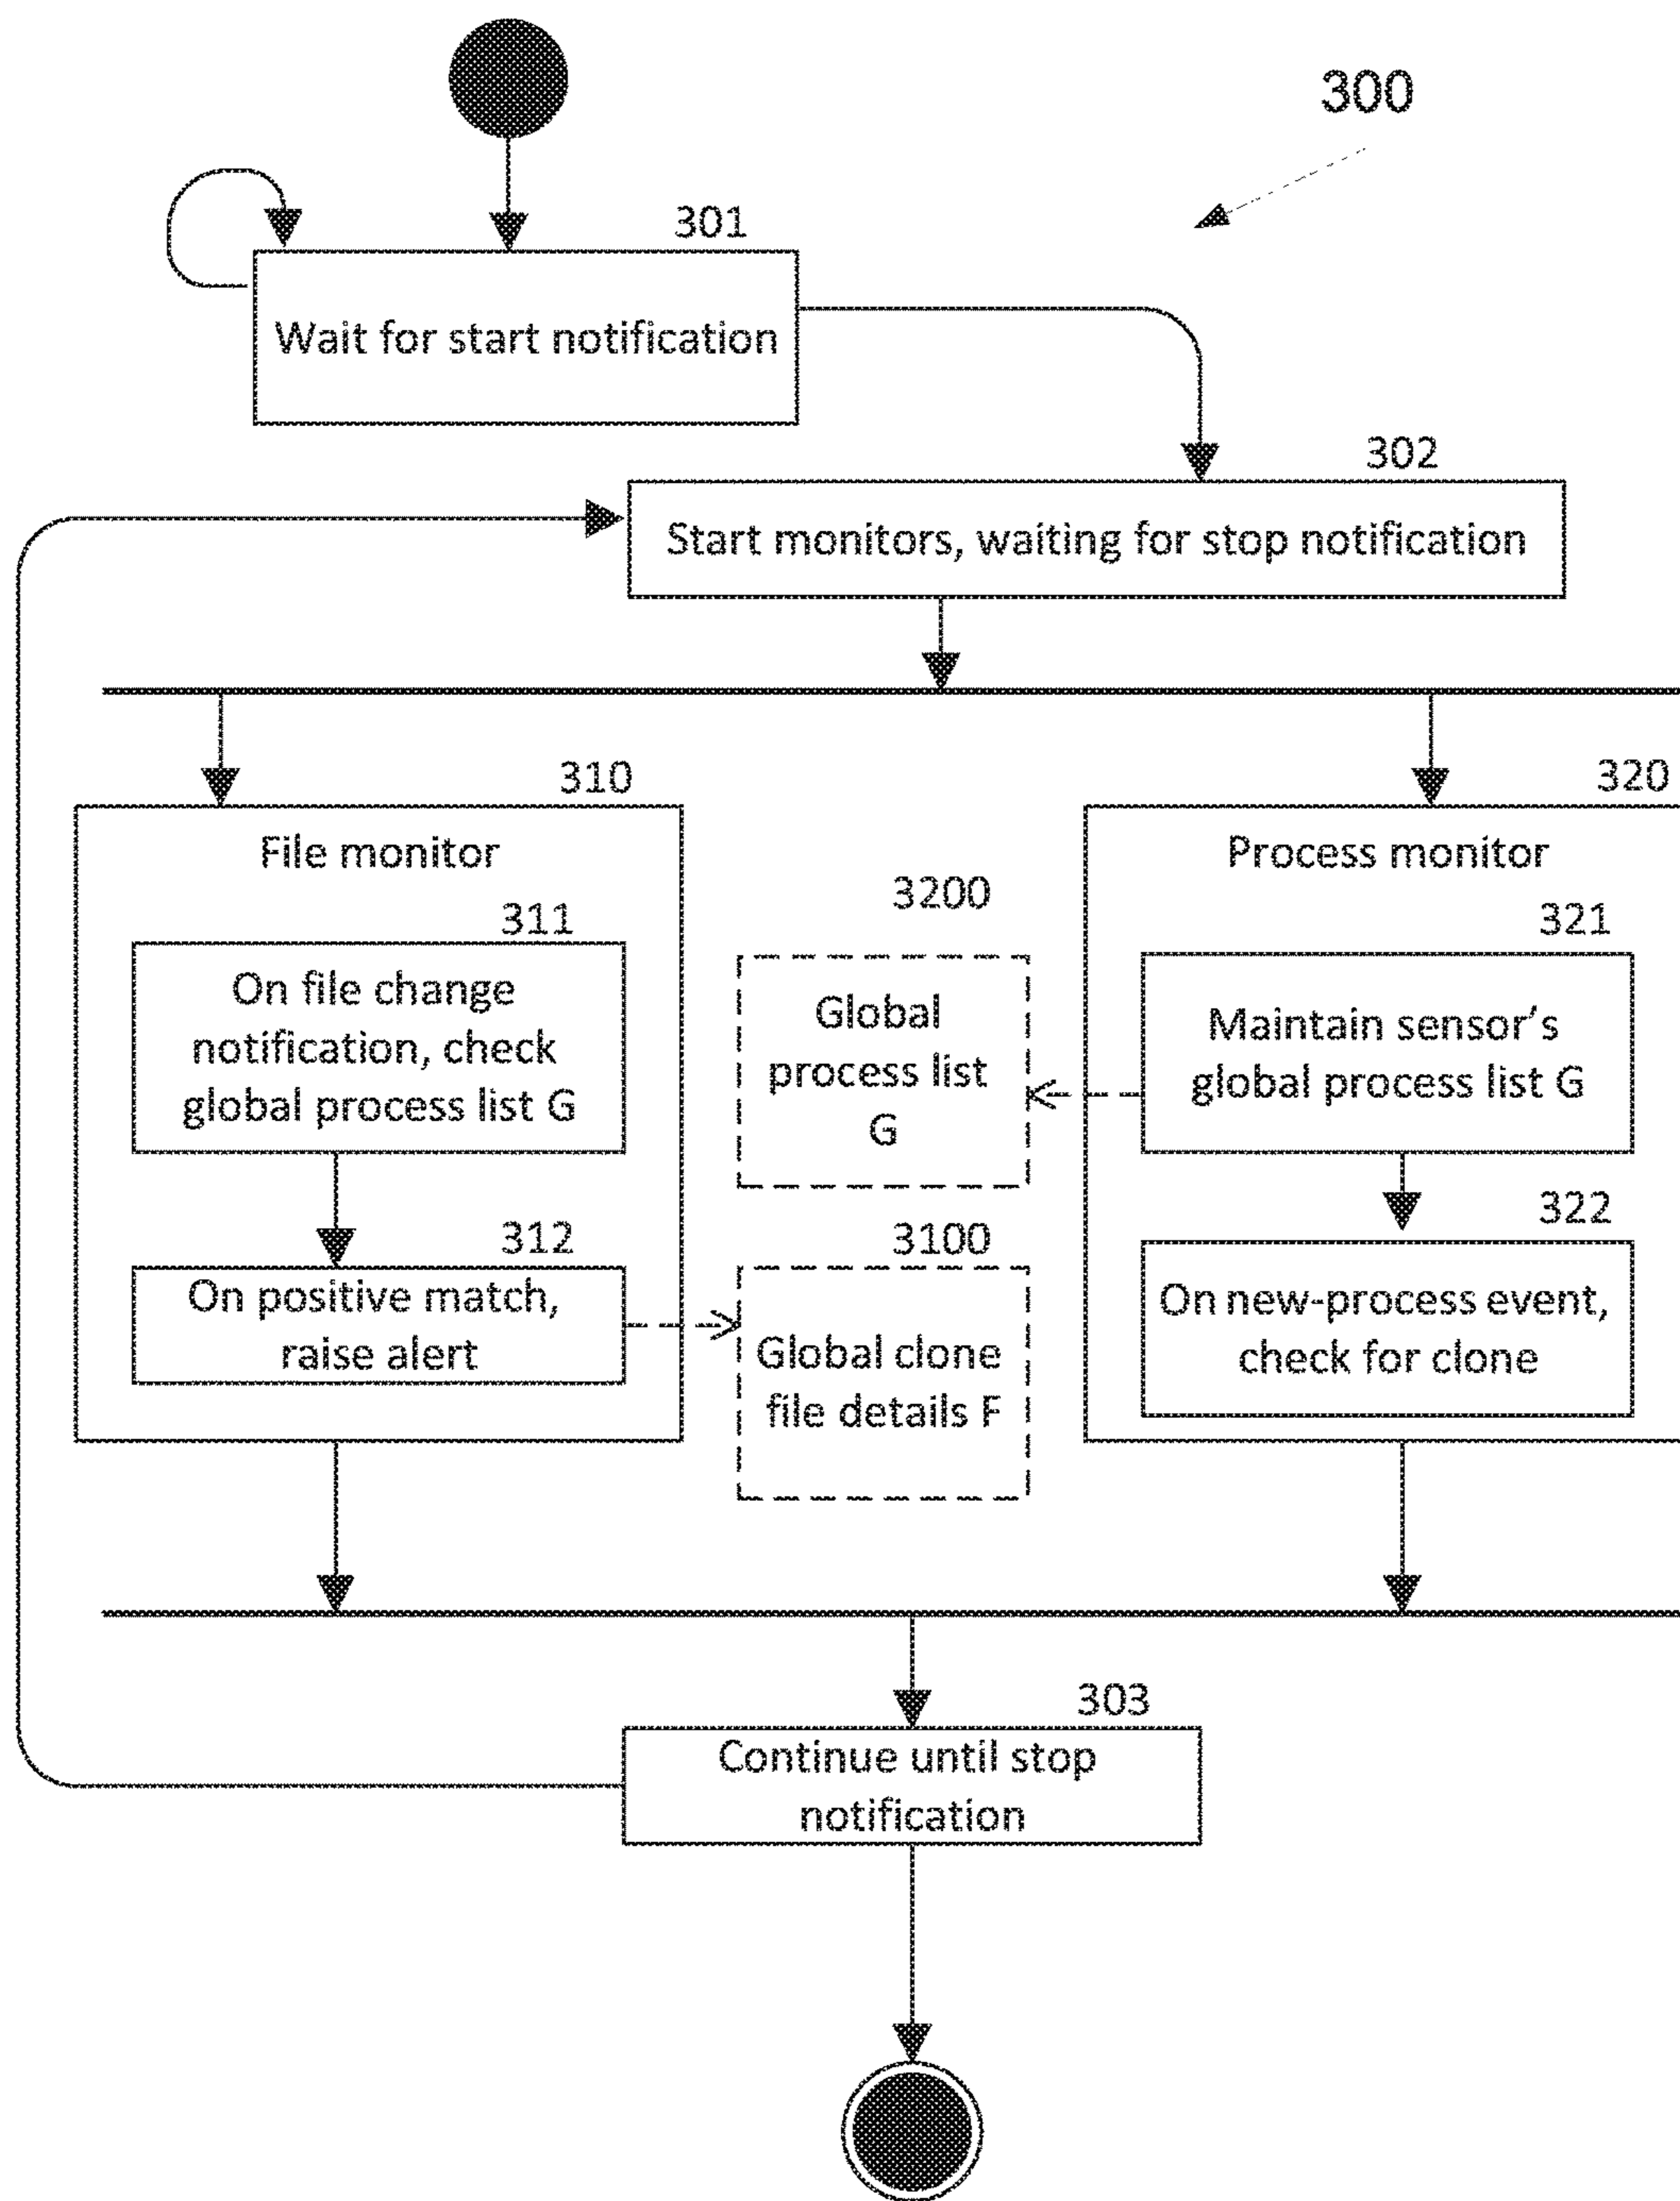 300
301
Wait for start notification
302
Start monitors, waiting for stop notification
310
File monitor
311
On file change
notification, check
global process list G
312
On positive match,
raise alert
3200
Global
process list
G
3100
Global clone
file details F
320
Process monitor
321
Maintain sensor's
global process list G
322
On new-process event,
check for clone
303
Continue until stop
notification